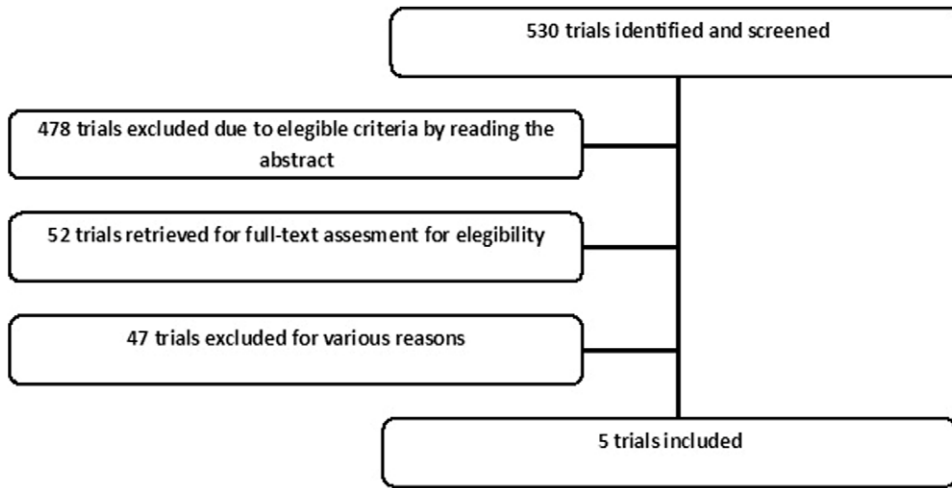 530 trials identified and screened
478 trials excluded due to elegible criteria by reading the
abstract
52 trials retrieved for full-text assesment for elegibility
47 trials excluded for various reasons
5 trials included